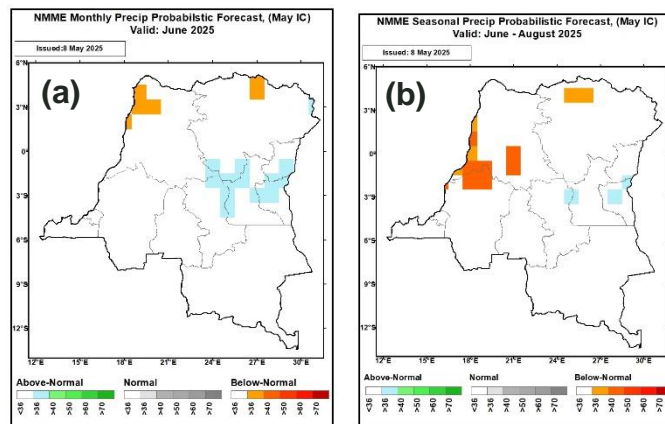 NMME Monthly Precip Probabilstic Forecast, (May IC)
Valid: June 2025
Issued:8 May 2025
(a)
6°N
3°N
0°
3°S
6°S
9°S
12°S
12°E 15°E 18°E 21°E 24°E 27°E 30°E
Above-Normal Normal Below-Normal
<36 >36 >40 >50 >60 >70 <36 >36 >40 >50 >60 >70 <36 >36 >40 >50 >60 >70
NMME Seasonal Precip Probabilistic Forecast, (May IC)
Valid: June - August 2025
Issued: 8 May 2025
(b)
6°N
3°N
0°
3°S
6°S
9°S
12°S
12°E 15°E 18°E 21°E 24°E 27°E 30°E
Above-Normal Normal Below-Normal
<36 >36 >40 >50 >60 >70 <36 >36 >40 >50 >60 >70 <36 >36 >40 >50 >60 >70